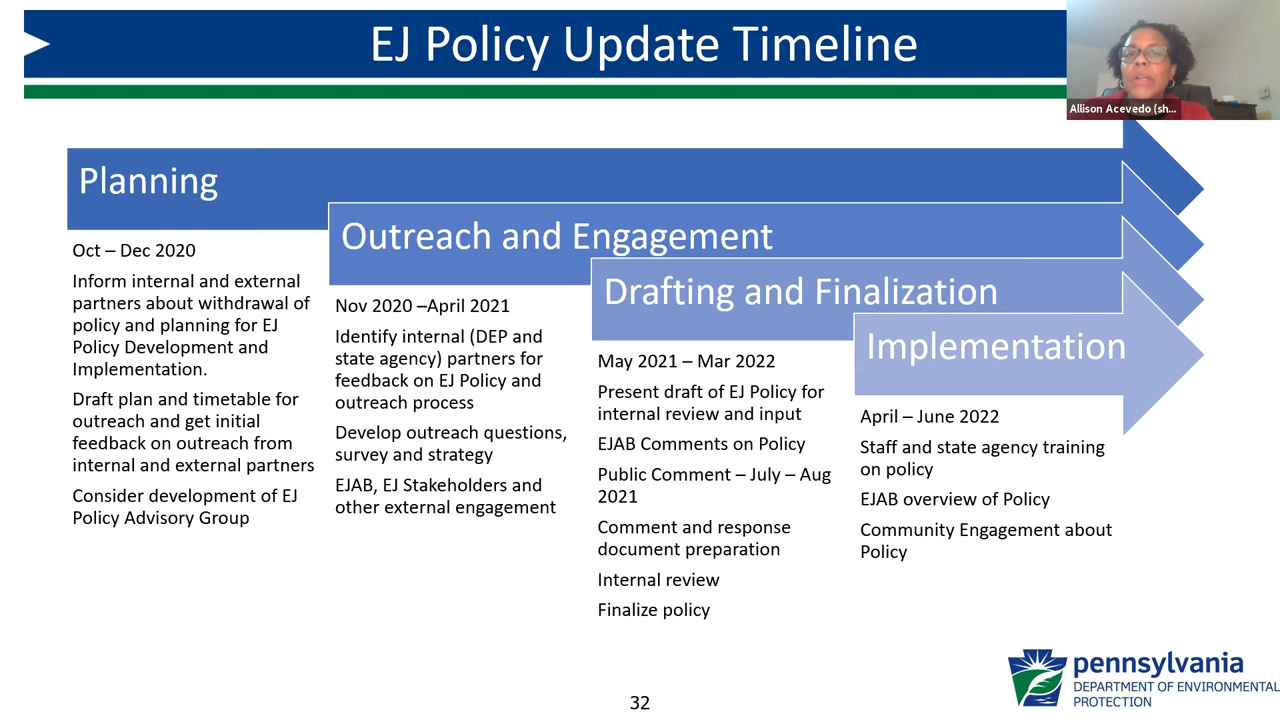 EJ Policy Update Timeline
Allison Acevedo (sh...
Planning
Oct – Dec 2020
Inform internal and external
partners about withdrawal of
policy and planning for EJ
Policy Development and
Implementation.
Draft plan and timetable for
outreach and get initial
feedback on outreach from
internal and external partners
Consider development of EJ
Policy Advisory Group
Outreach and Engagement
Nov 2020 –April 2021
Identify internal (DEP and
state agency) partners for
feedback on EJ Policy and
outreach process
Develop outreach questions,
survey and strategy
EJAB, EJ Stakeholders and
other external engagement
Drafting and Finalization
May 2021 – Mar 2022
Present draft of EJ Policy for
internal review and input
EJAB Comments on Policy
Public Comment – July – Aug
2021
Comment and response
document preparation
Internal review
Finalize policy
Implementation
April – June 2022
Staff and state agency training
on policy
EJAB overview of Policy
Community Engagement about
Policy
32
pennsylvania
DEPARTMENT OF ENVIRONMENTAL
PROTECTION